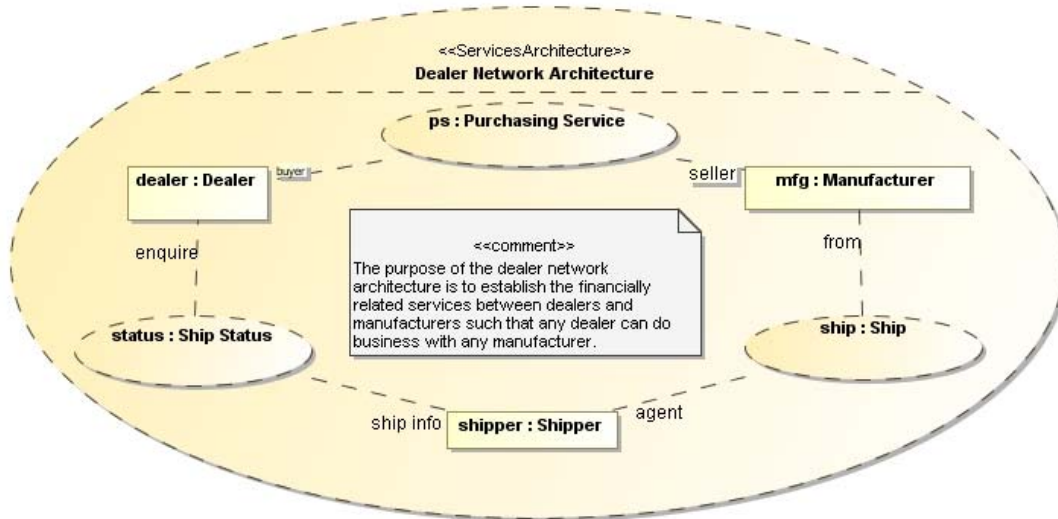 <<ServicesArchitecture>>
Dealer Network Architecture
ps : Purchasing Service
dealer : Dealer
buyer
seller
mfg : Manufacturer
enquire
from
<<comment>>
The purpose of the dealer network
architecture is to establish the financially
related services between dealers and
manufacturers such that any dealer can do
business with any manufacturer.
status : Ship Status
ship : Ship
ship info
shipper : Shipper
agent